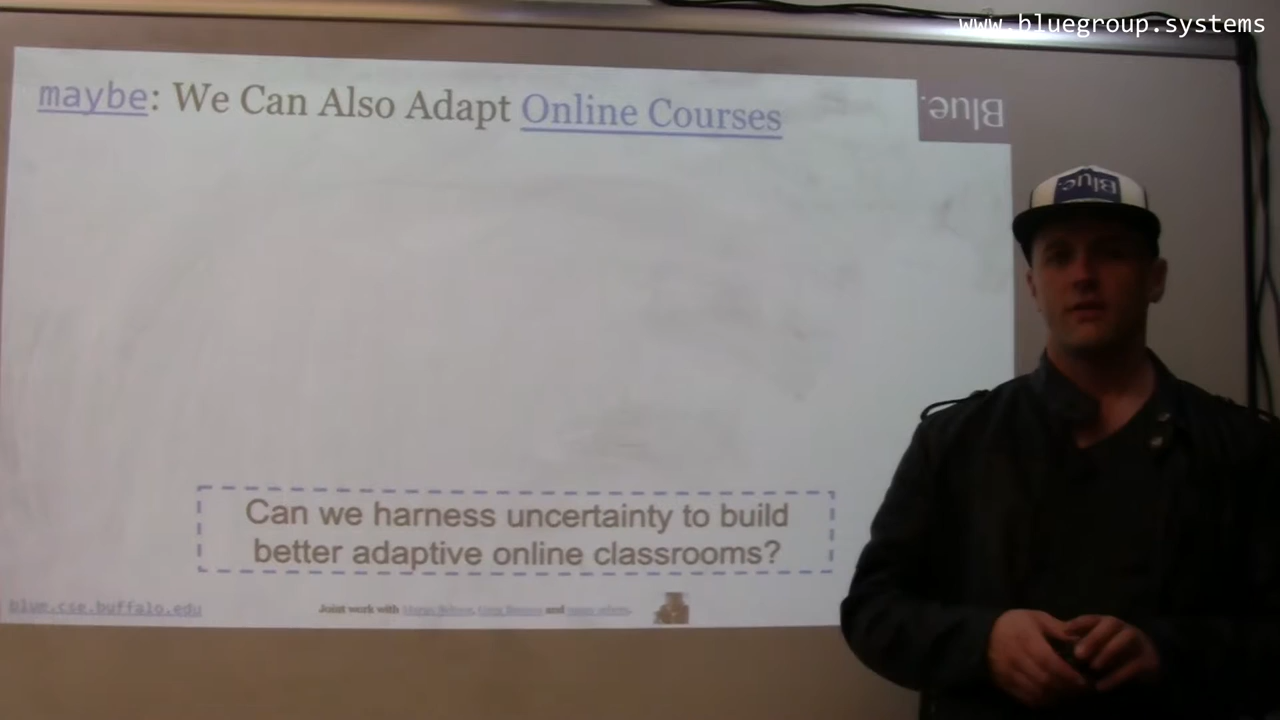 www.bluegroup.systems
maybe: We Can Also Adapt Online Courses
Blue.
Blue.
Can we harness uncertainty to build
better adaptive online classrooms?
blue.cse.buffalo.edu
Joint work with and